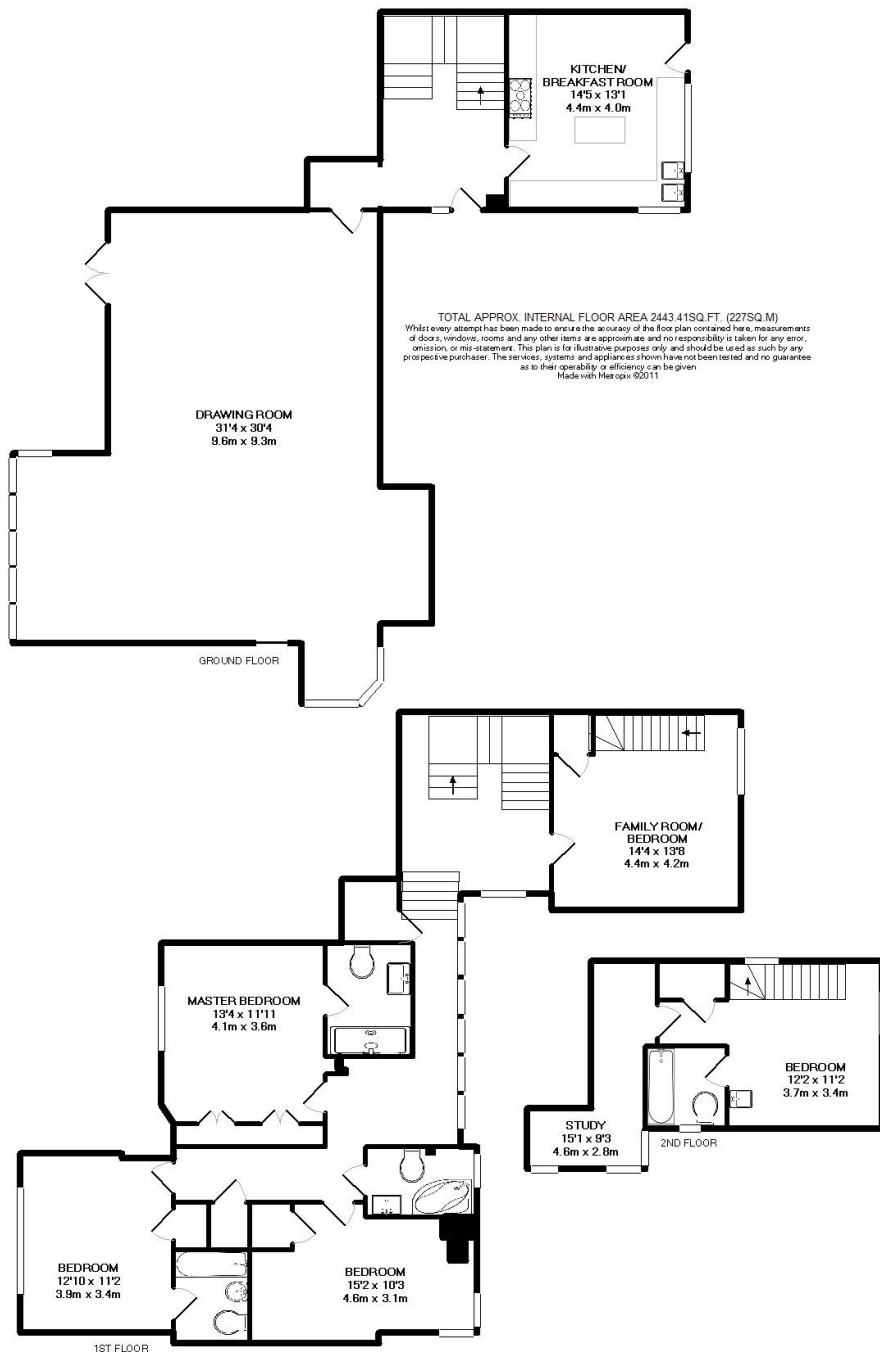 KITCHEN/
BREAKFAST ROOM
14'5 x 13'1
4.4m x 4.0m
TOTAL APPROX. INTERNAL FLOOR AREA 2443.41SQ.FT. (227SQ.M)
Whilst every attempt has been made to ensure the accuracy of the floor plan contained here, measurements
of doors, windows, rooms and any other items are approximate and no responsibility is taken for any error,
omission, or mis-statement. This plan is for illustrative purposes only and should be used as such by any
prospective purchaser. The services, systems and appliances shown have not been tested and no guarantee
as to their operability or efficiency can be given
Made with Metropix ©2011
DRAWING ROOM
31'4 x 30'4
9.6m x 9.3m
GROUND FLOOR
FAMILY ROOM/
BEDROOM
14'4 x 13'8
4.4m x 4.2m
MASTER BEDROOM
13'4 x 11'11
4.1m x 3.6m
BEDROOM
12'2 x 11'2
3.7m x 3.4m
STUDY
15'1 x 9'3
4.6m x 2.8m
2ND FLOOR
BEDROOM
12'10 x 11'2
3.9m x 3.4m
BEDROOM
15'2 x 10'3
4.6m x 3.1m
1ST FLOOR